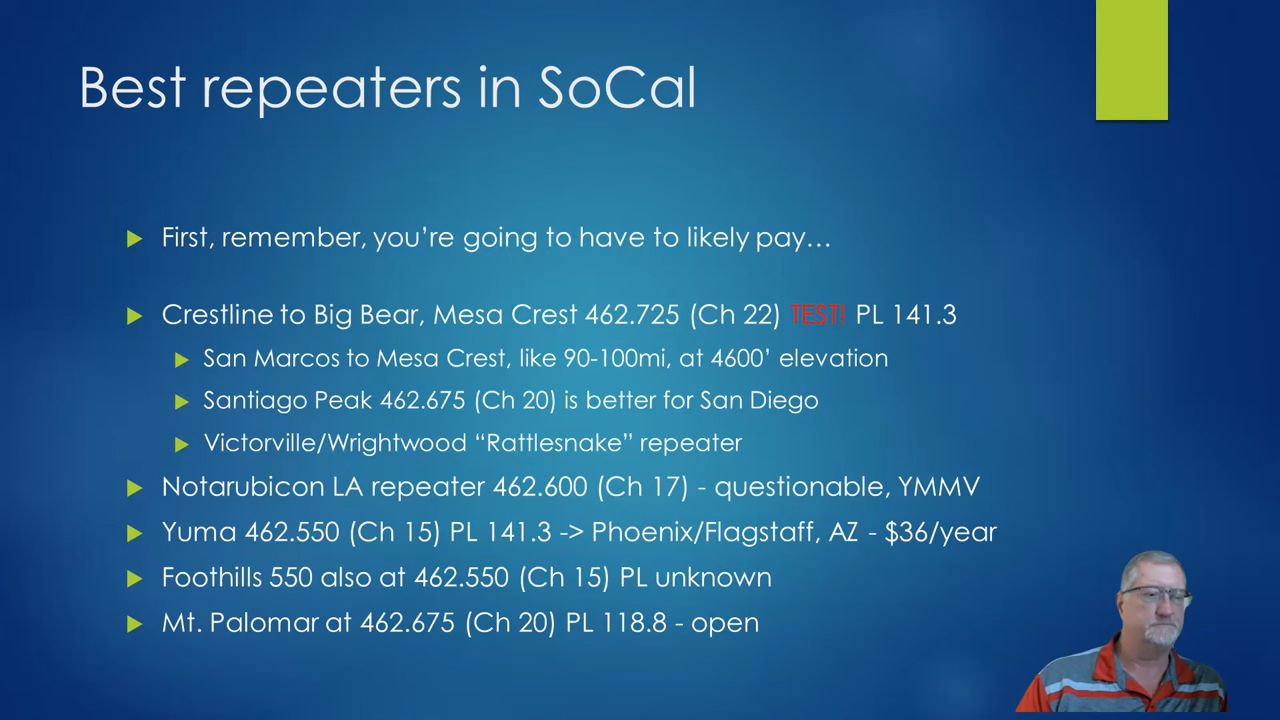 Best repeaters in SoCal
First, remember, you’re going to have to likely pay…
Crestline to Big Bear, Mesa Crest 462.725 (Ch 22) TEST! PL 141.3
San Marcos to Mesa Crest, like 90-100mi, at 4600’ elevation
Santiago Peak 462.675 (Ch 20) is better for San Diego
Victorville/Wrightwood “Rattlesnake” repeater
Notarubicon LA repeater 462.600 (Ch 17) - questionable, YMMV
Yuma 462.550 (Ch 15) PL 141.3 -> Phoenix/Flagstaff, AZ - $36/year
Foothills 550 also at 462.550 (Ch 15) PL unknown
Mt. Palomar at 462.675 (Ch 20) PL 118.8 - open